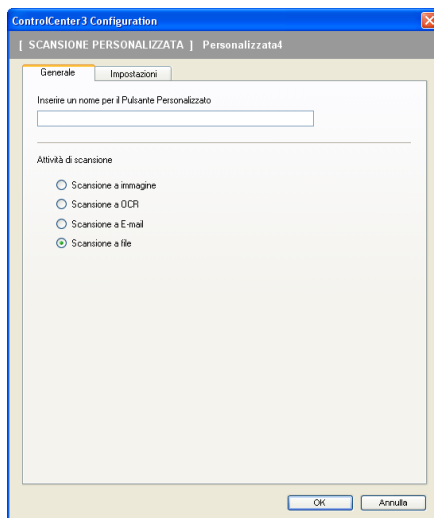 ControlCenter3 Configuration
[ SCANSIONE PERSONALIZZATA ] Personalizzata4
Generale Impostazioni
Inserire un nome per il Pulsante Personalizzato
Attività di scansione
Scansione a immagine
Scansione a OCR
Scansione a E-mail
Scansione a file
OK Annulla